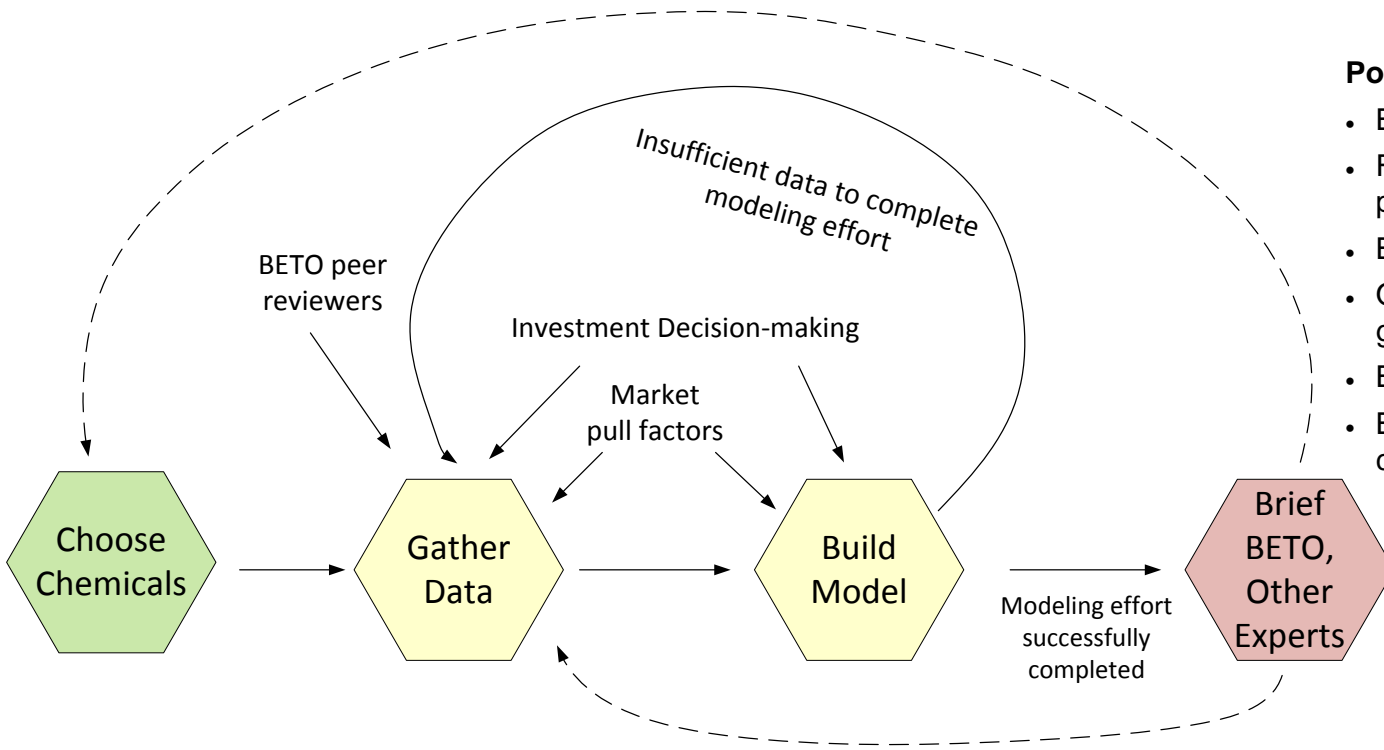 Insufficient data to complete
modeling effort
BETO peer
reviewers
Investment Decision-making
Market
pull factors
Choose
Chemicals
Gather
Data
Build
Model
Modeling effort
successfully
completed
Brief
BETO,
Other
Experts